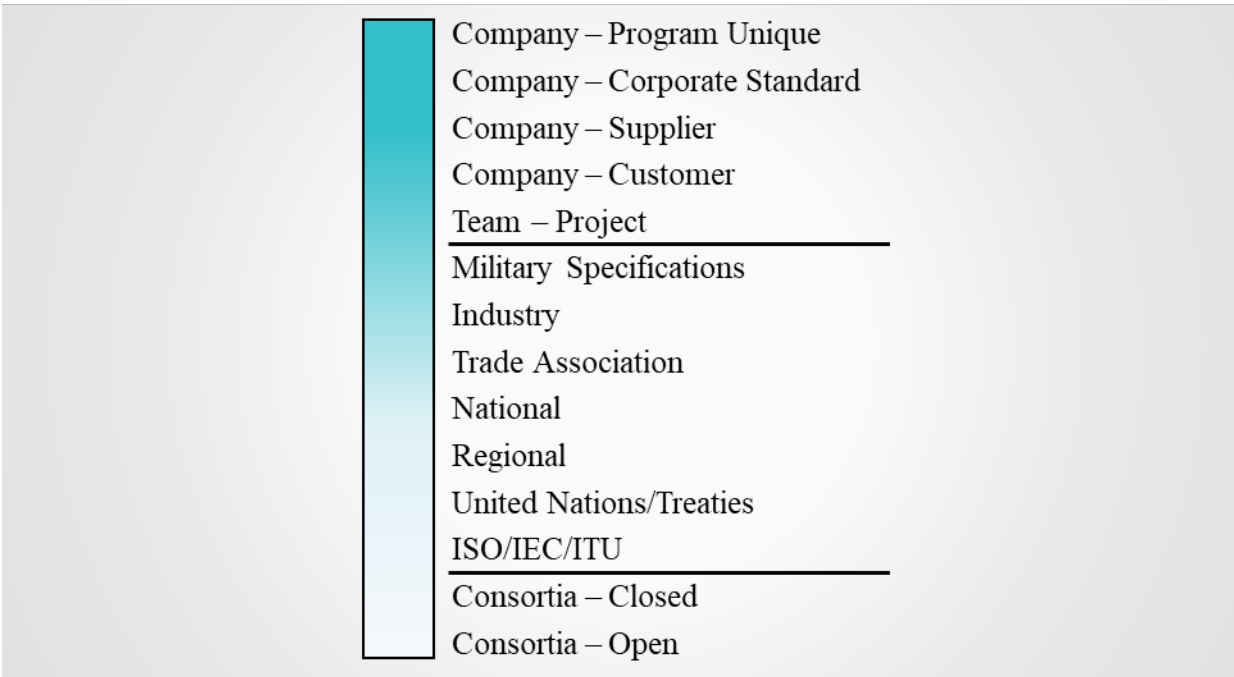 Company – Program Unique
Company – Corporate Standard
Company – Supplier
Company – Customer
Team – Project
Military Specifications
Industry
Trade Association
National
Regional
United Nations/Treaties
ISO/IEC/ITU
Consortia – Closed
Consortia – Open